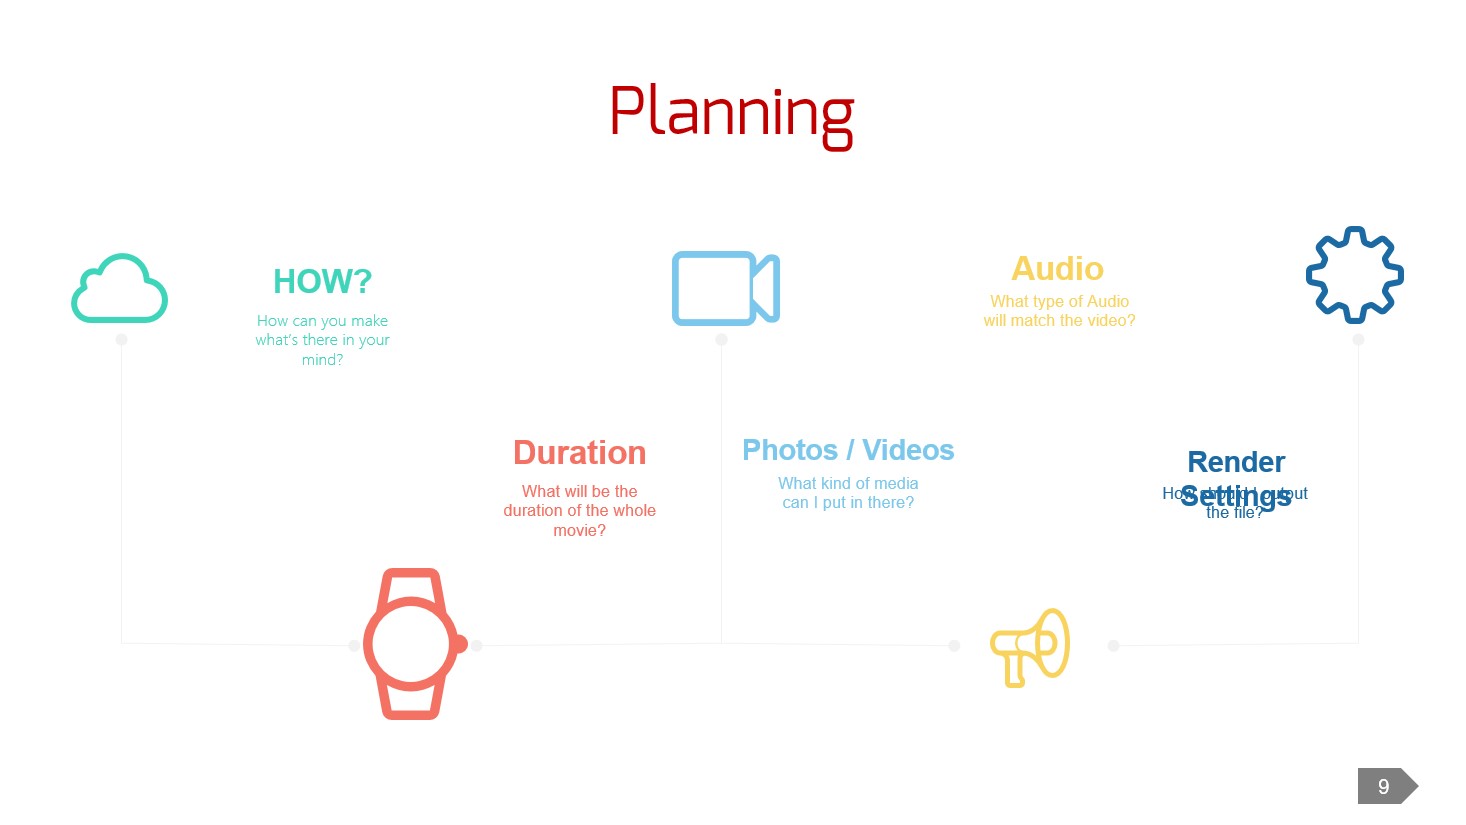 Planning
HOW?
How can you make
what's there in your
mind?
Duration
What will be the
duration of the whole
movie?
Photos / Videos
What kind of media
can I put in there?
Audio
What type of Audio
will match the video?
Render
Settings
How should I output
the file?
9